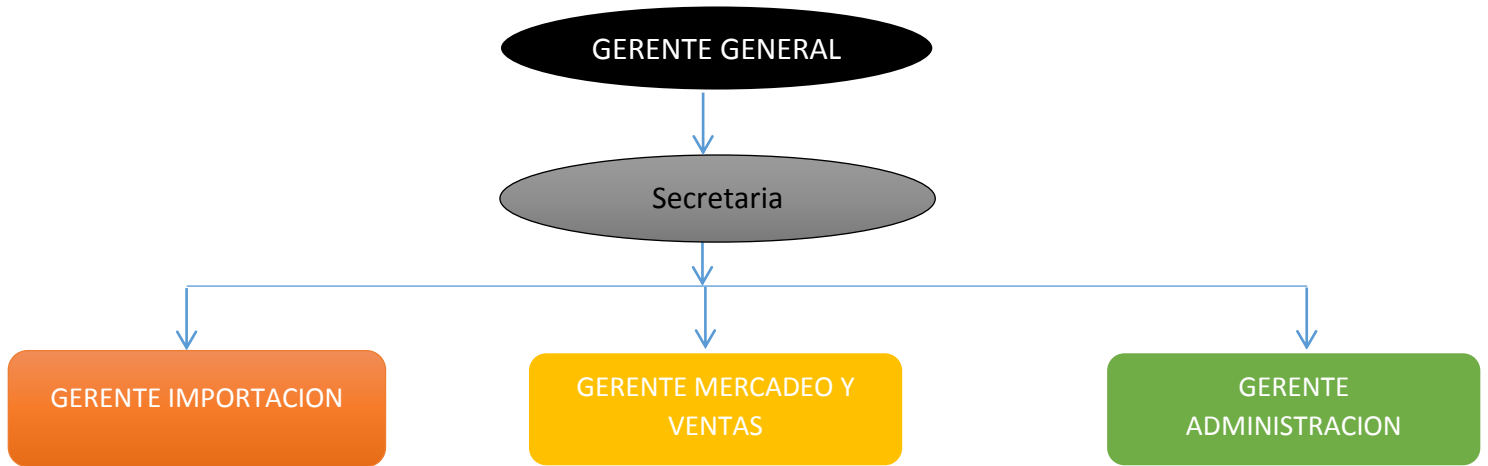 GERENTE GENERAL
Secretaria
GERENTE IMPORTACION
GERENTE MERCADEO Y
VENTAS
GERENTE
ADMINISTRACION